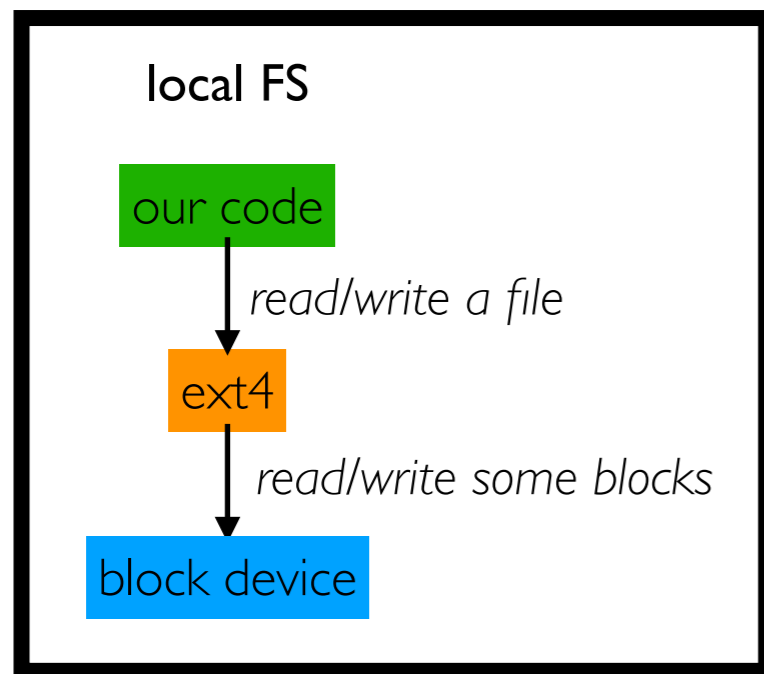 local FS
our code
read/write a file
ext4
read/write some blocks
block device